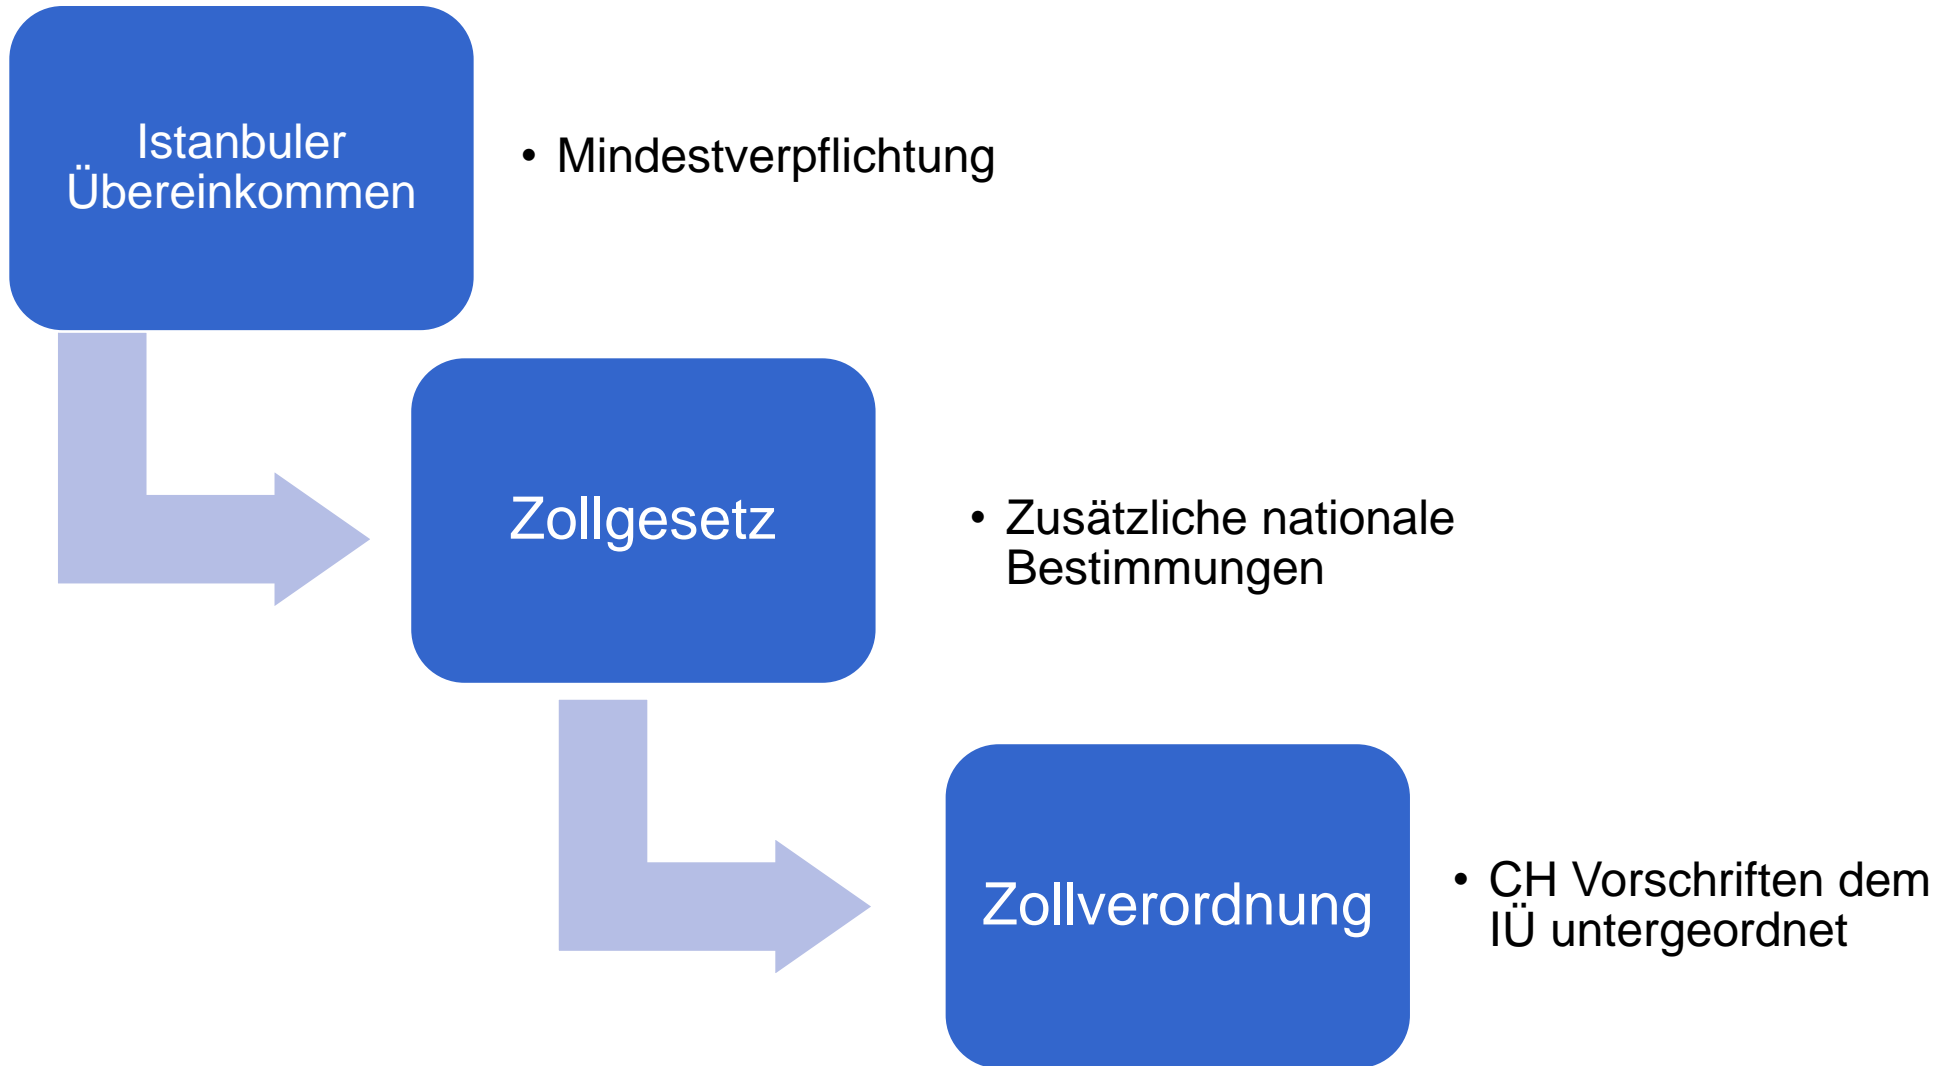 Istanbuler
Übereinkommen
• Mindestverpflichtung
Zollgesetz
• Zusätzliche nationale
Bestimmungen
Zollverordnung
• CH Vorschriften dem
IÜ untergeordnet